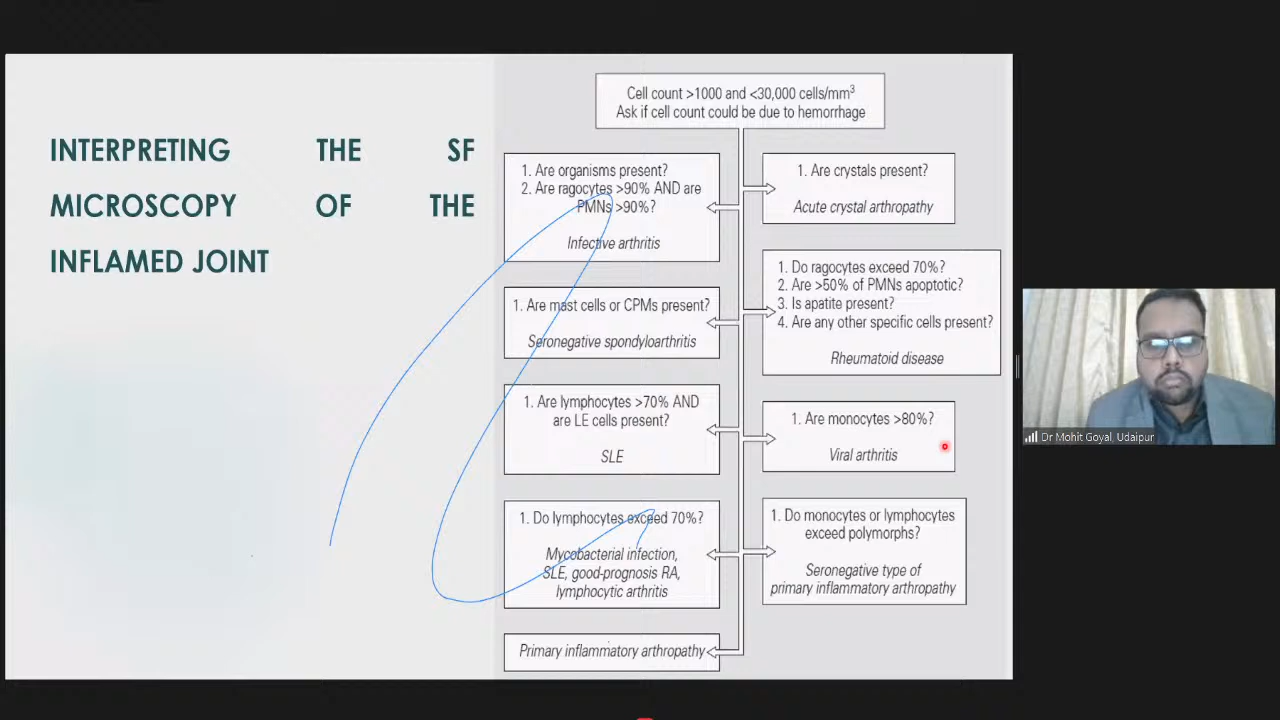 INTERPRETING THE SF
MICROSCOPY OF THE
INFLAMED JOINT
Cell count >1000 and <30,000 cells/mm³
Ask if cell count could be due to hemorrhage
1. Are organisms present?
2. Are ragocytes >90% AND are
PMNs >90%?
Infective arthritis
1. Are crystals present?
Acute crystal arthropathy
1. Are mast cells or CPMs present?
Seronegative spondyloarthritis
1. Do ragocytes exceed 70%?
2. Are >50% of PMNs apoptotic?
3. Is apatite present?
4. Are any other specific cells present?
Rheumatoid disease
1. Are lymphocytes >70% AND
are LE cells present?
SLE
1. Are monocytes >80%?
Viral arthritis
1. Do lymphocytes exceed 70%?
Mycobacterial infection,
SLE, good-prognosis RA,
lymphocytic arthritis
1. Do monocytes or lymphocytes
exceed polymorphs?
Seronegative type of
primary inflammatory arthropathy
Primary inflammatory arthropathy
Dr Mohit Goyal, Udaipur